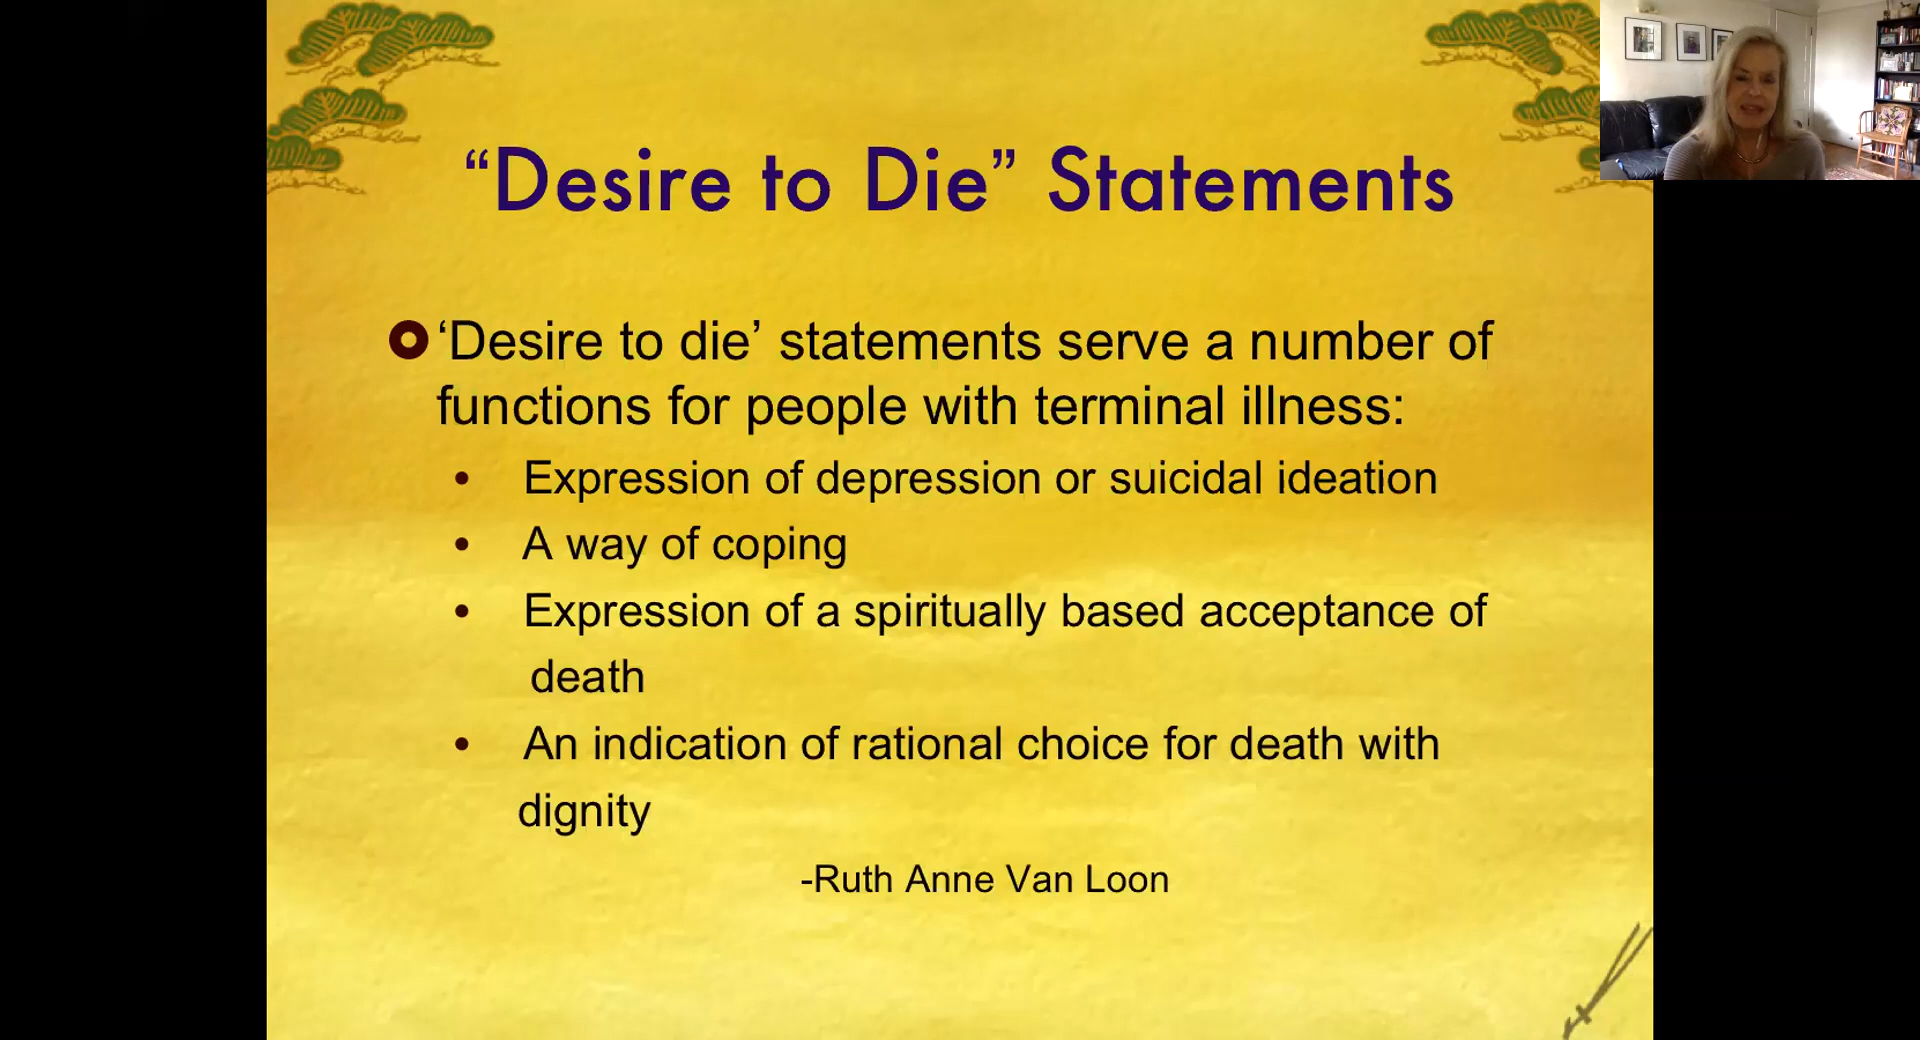 “Desire to Die” Statements
‘Desire to die’ statements serve a number of
functions for people with terminal illness:
• Expression of depression or suicidal ideation
• A way of coping
• Expression of a spiritually based acceptance of
death
• An indication of rational choice for death with
dignity
-Ruth Anne Van Loon